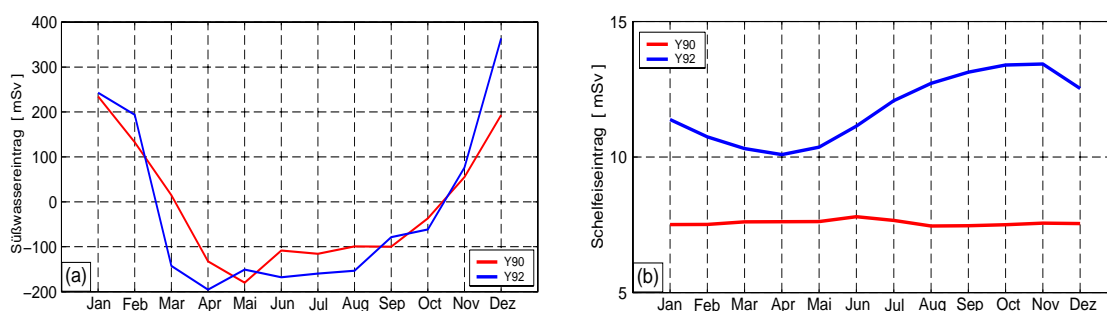 400
300
200
100
0
−100
−200
Süßwassereintrag [ mSv ]
(a)
Y90
Y92
Jan Feb Mar Apr Mai Jun Jul Aug Sep Oct Nov Dez
15
10
5
Schelfeiseintrag [ mSv ]
Y90
Y92
(b)
Jan Feb Mar Apr Mai Jun Jul Aug Sep Oct Nov Dez